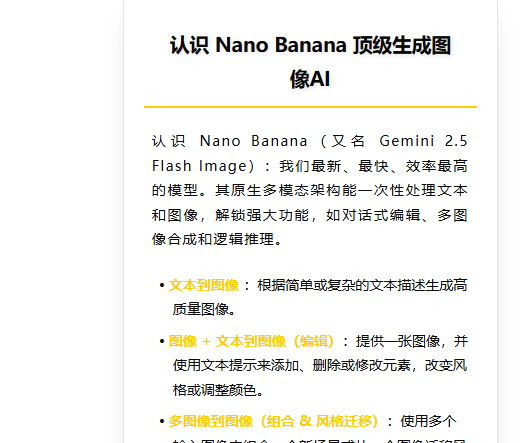 认识 Nano Banana 顶级生成图
像AI
认识 Nano Banana（又名 Gemini 2.5
Flash Image）：我们最新、最快、效率最高
的模型。其原生多模态架构能一次性处理文本
和图像，解锁强大功能，如对话式编辑、多图
像合成和逻辑推理。
• 文本到图像：根据简单或复杂的文本描述生成高
质量图像。
• 图像 + 文本到图像（编辑）：提供一张图像，并
使用文本提示来添加、删除或修改元素，改变风
格或调整颜色。
• 多图像到图像（组合 & 风格迁移）：使用多个